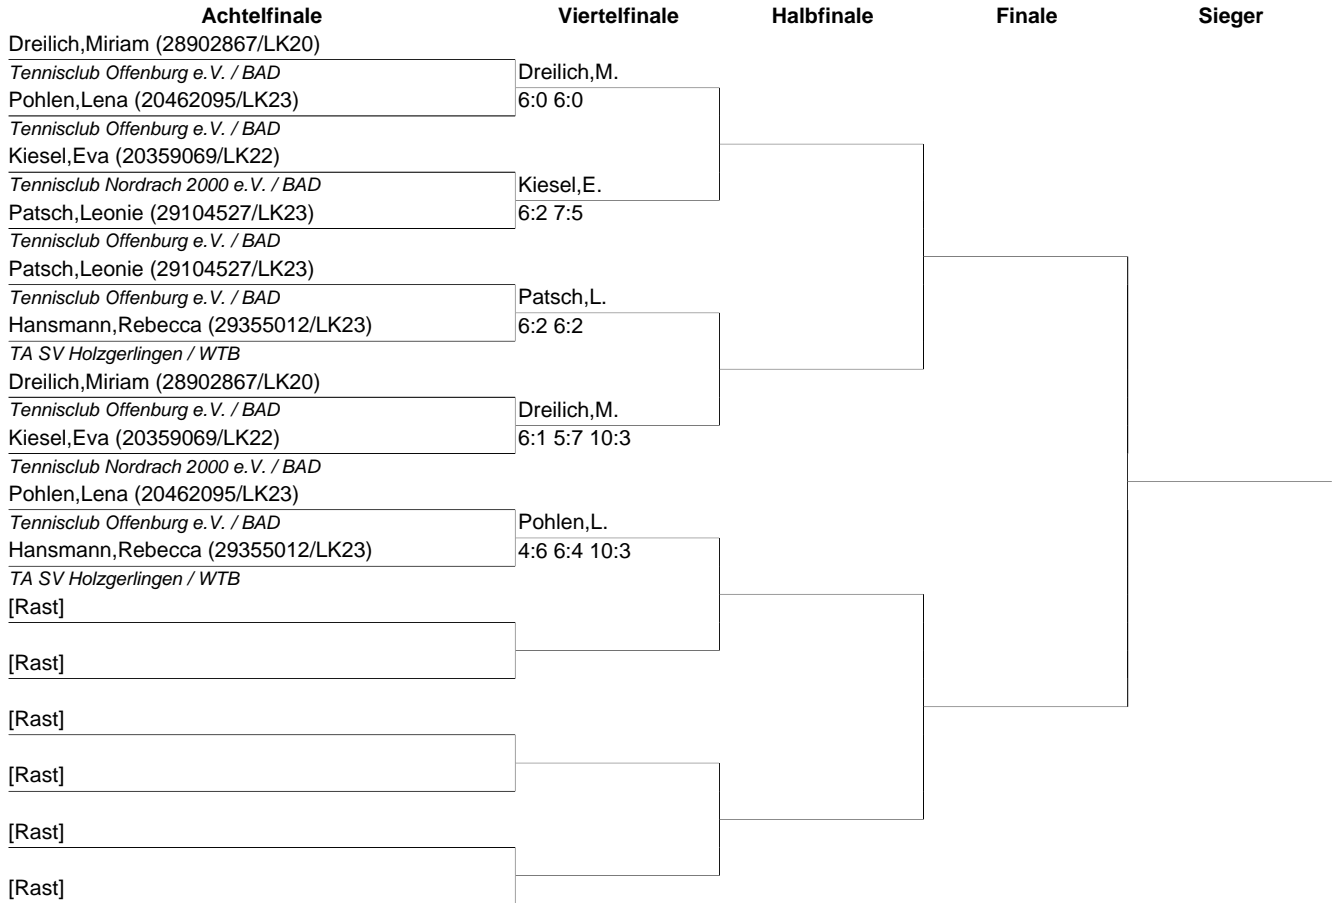 Achtelfinale Viertelfinale Halbfinale Finale Sieger
Dreilich,Miriam (28902867/LK20)
Tennisclub Offenburg e.V. / BAD Dreilich,M.
Pohlen,Lena (20462095/LK23) 6:0 6:0
Tennisclub Offenburg e.V. / BAD
Kiesel,Eva (20359069/LK22)
Tennisclub Nordrach 2000 e.V. / BAD Kiesel,E.
Patsch,Leonie (29104527/LK23) 6:2 7:5
Tennisclub Offenburg e.V. / BAD
Patsch,Leonie (29104527/LK23)
Tennisclub Offenburg e.V. / BAD Patsch,L.
Hansmann,Rebecca (29355012/LK23) 6:2 6:2
TA SV Holzgerlingen / WTB
Dreilich,Miriam (28902867/LK20)
Tennisclub Offenburg e.V. / BAD Dreilich,M.
Kiesel,Eva (20359069/LK22) 6:1 5:7 10:3
Tennisclub Nordrach 2000 e.V. / BAD
Pohlen,Lena (20462095/LK23)
Tennisclub Offenburg e.V. / BAD Pohlen,L.
Hansmann,Rebecca (29355012/LK23) 4:6 6:4 10:3
TA SV Holzgerlingen / WTB
[Rast]
[Rast]
[Rast]
[Rast]
[Rast]
[Rast]